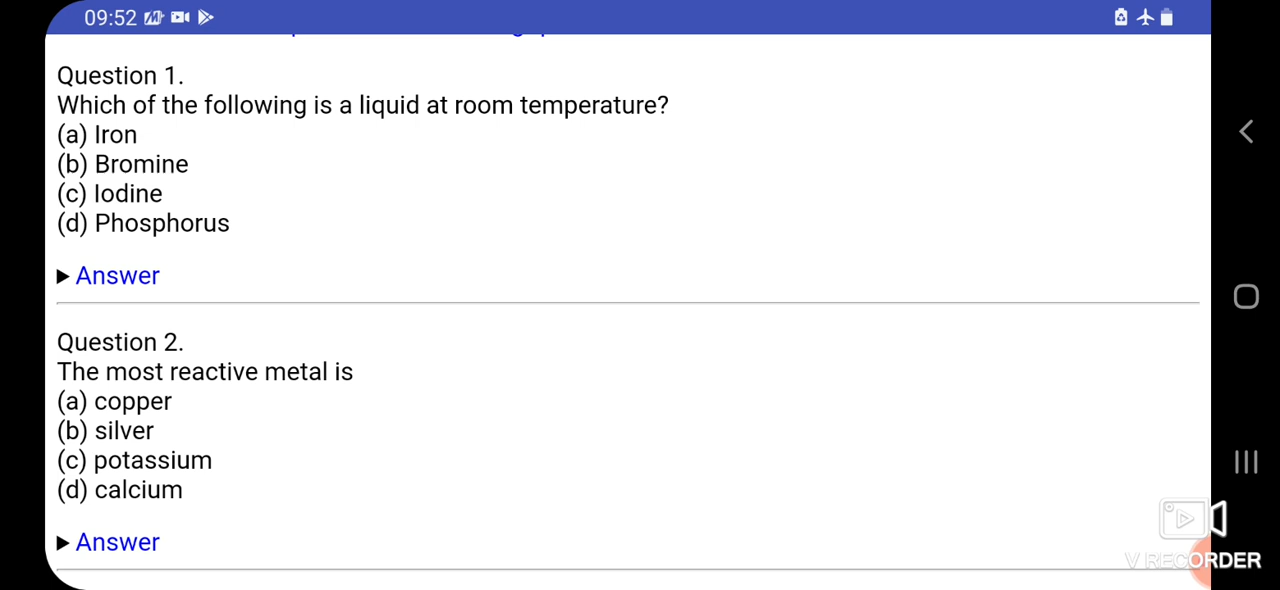 09:52
Question 1.
Which of the following is a liquid at room temperature?
(a) Iron
(b) Bromine
(c) Iodine
(d) Phosphorus
Answer
Question 2.
The most reactive metal is
(a) copper
(b) silver
(c) potassium
(d) calcium
Answer
V RECORDER